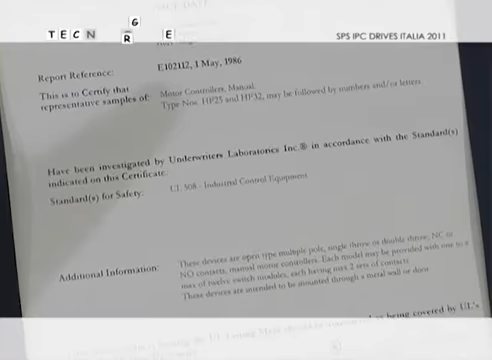 TECN G R E
SPS IPC DRIVES ITALIA 2011
Report Reference: E102112, 1 May, 1986
This is to Certify that representative samples of: Motor Controllers, Manual.
Type Nos. HP25 and HP32, may be followed by numbers and/or letters
Have been investigated by Underwriters Laboratories Inc.® in accordance with the Standard(s)
indicated on this Certificate.
Standard(s) for Safety: UL 508 - Industrial Control Equipment
Additional Information: These devices are open type multiple pole, single throw or double throw, NC or
NO contacts, manual motor controllers. Each model may be provided with one to a
max of twelve switch modules, each having max 2 sets of contacts
These devices are intended to be mounted through a metal wall or door
being covered by UL's